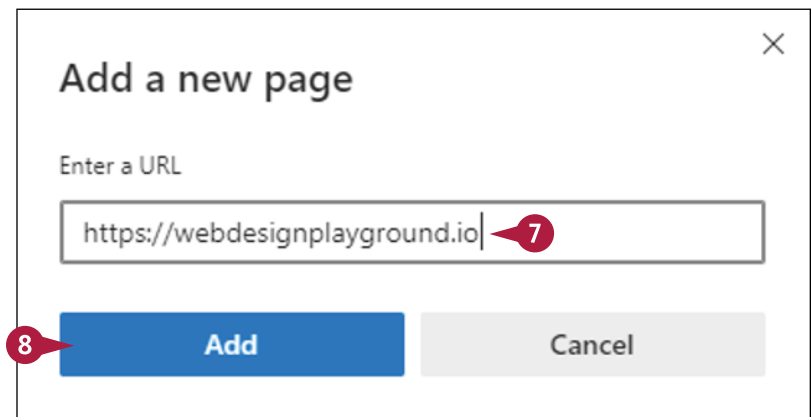 Add a new page
Enter a URL
https://webdesignplayground.io
7
8
Add
Cancel